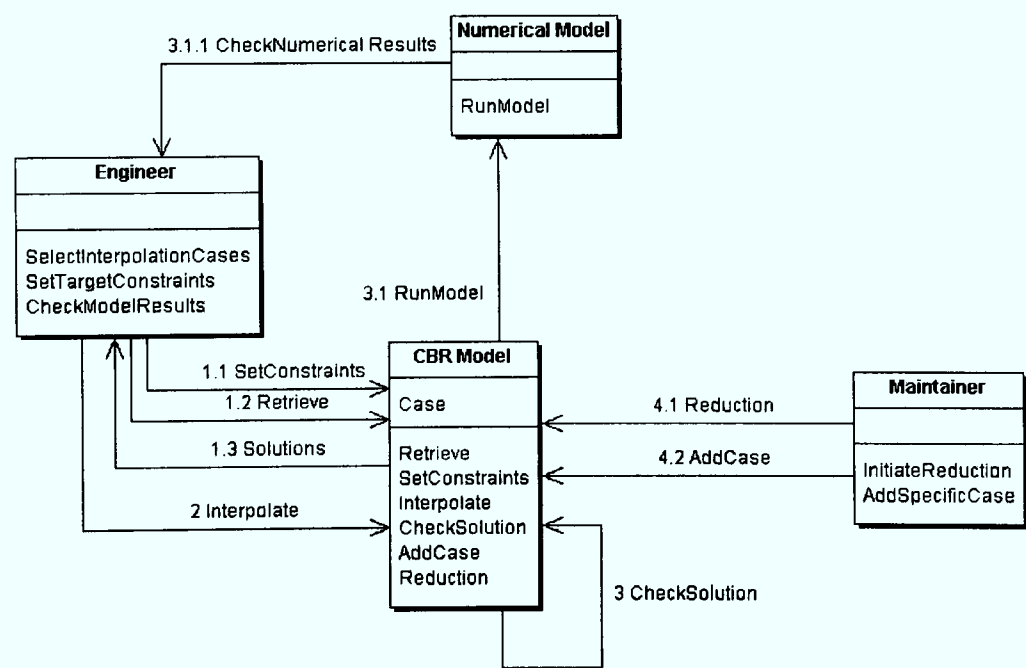 Numerical Model
3.1.1 CheckNumerical Results
RunModel
Engineer
SelectInterpolationCases
SetTargetConstraints
CheckModelResults
3.1 RunModel
CBR Model
1.1 SetConstraints
Case
1.2 Retrieve
1.3 Solutions
Retrieve
SetConstraints
Interpolate
CheckSolution
AddCase
Reduction
2 Interpolate
Maintainer
4.1 Reduction
4.2 AddCase
InitiateReduction
AddSpecificCase
3 CheckSolution